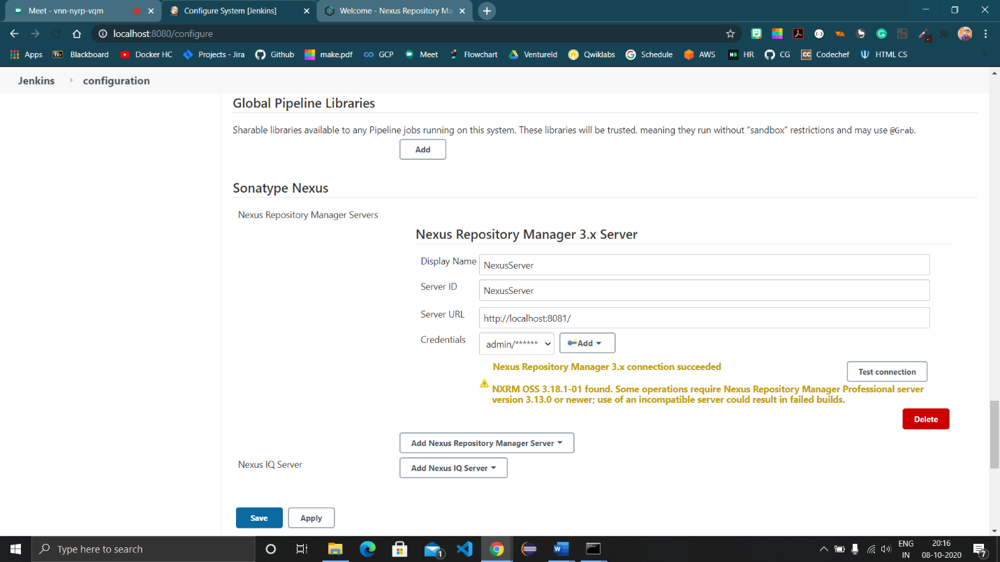 Meet - vnn-nyrp-vqm
Configure System [Jenkins]
Welcome - Nexus Repository Ma
localhost:8080/configure
Apps
Bb
Blackboard
Docker HC
Projects - Jira
Github
make.pdf
GCP
Meet
Flowchart
Ventureld
Qwiklabs
Schedule
AWS
HR
CG
CC
Codechef
HTML CS
Jenkins
configuration
Global Pipeline Libraries
Sharable libraries available to any Pipeline jobs running on this system. These libraries will be trusted, meaning they run without “sandbox” restrictions and may use @Grab.
Add
Sonatype Nexus
Nexus Repository Manager Servers
Nexus Repository Manager 3.x Server
Display Name
NexusServer
Server ID
NexusServer
Server URL
http://localhost:8081/
Credentials
admin/******
Add
Nexus Repository Manager 3.x connection succeeded
Test connection
NXRM OSS 3.18.1-01 found. Some operations require Nexus Repository Manager Professional server
version 3.13.0 or newer; use of an incompatible server could result in failed builds.
Delete
Add Nexus Repository Manager Server
Nexus IQ Server
Add Nexus IQ Server
Save
Apply
Type here to search
1
ENG
IN
20:16
08-10-2020
7